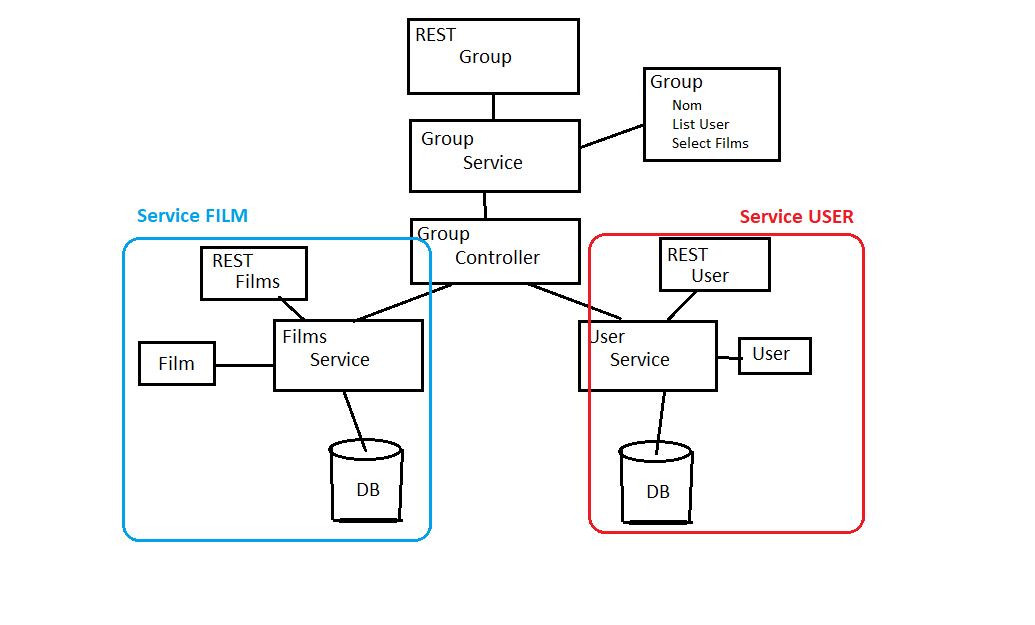 REST
Group
Group
Nom
List User
Select Films
Group
Service
Service FILM
Service USER
Group
Controller
REST
Films
REST
User
Films
Service
User
Service
Film
User
DB
DB